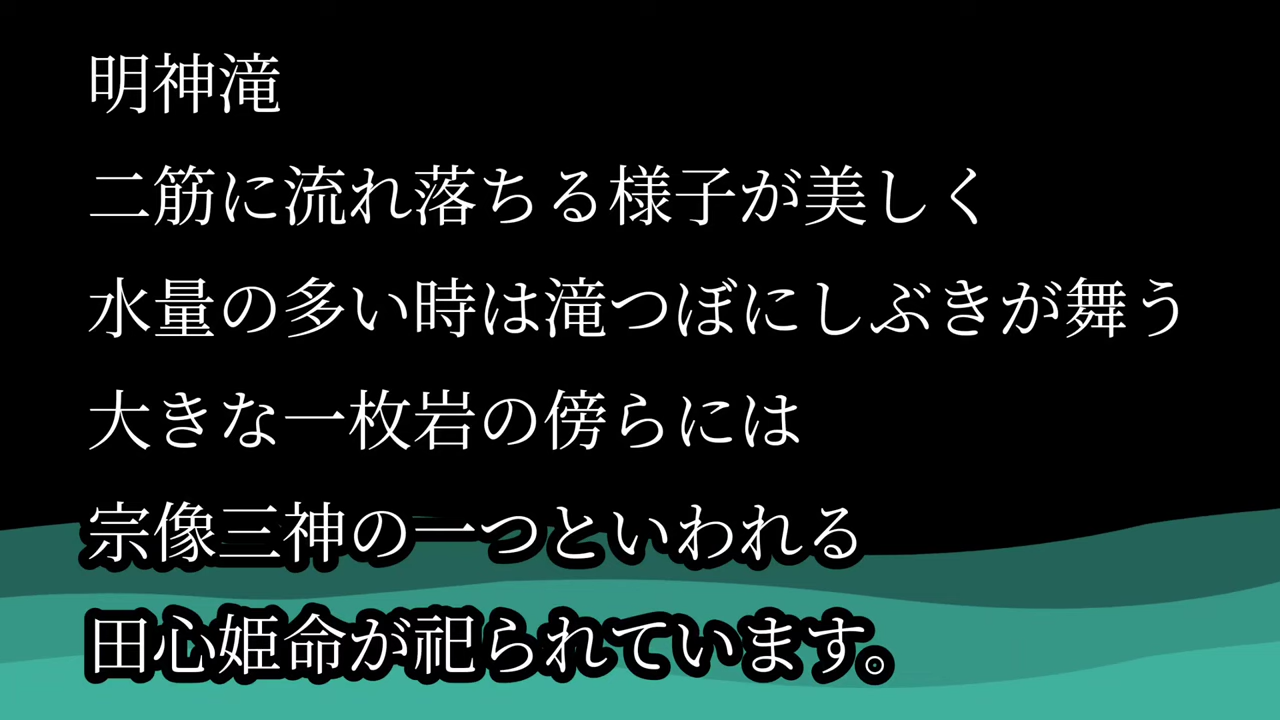 明神滝
二筋に流れ落ちる様子が美しく
水量の多い時は滝つぼにしぶきが舞う
大きな一枚岩の傍らには
宗像三神の一つといわれる
田心姫命が祀られています。